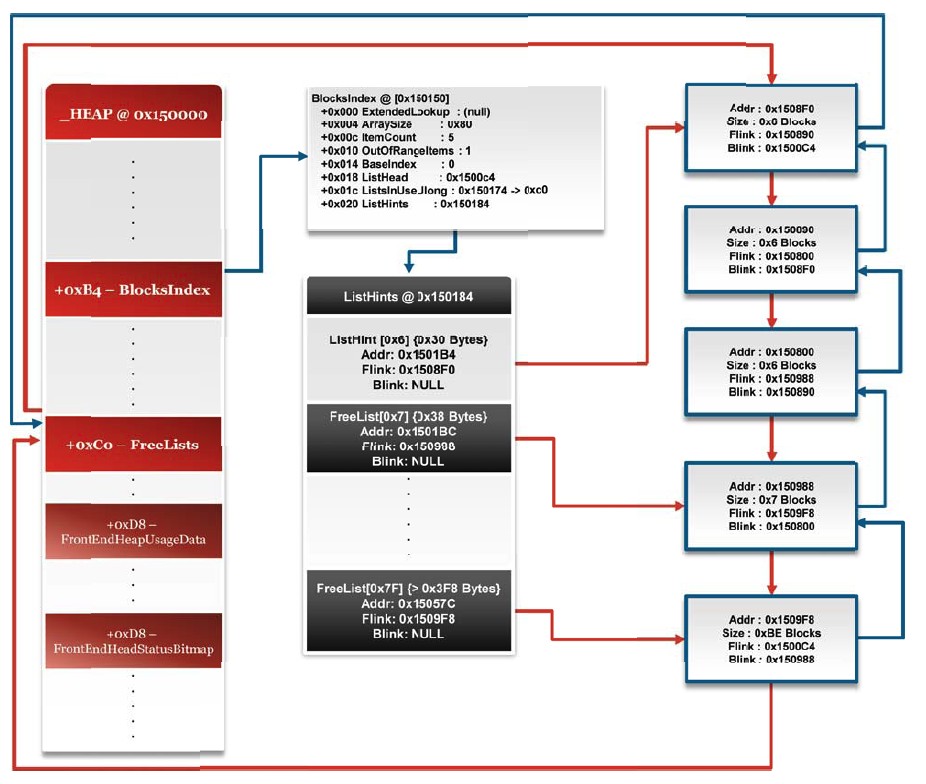 _HEAP @ 0x150000
+0xB4 – BlocksIndex
+0xC0 – FreeLists
+0xD8 –
FrontEndHeapUsageData
+0xD8 –
FrontEndHeadStatusBitmap
BlocksIndex @ [0x150150]
+0x000 ExtendedLookup : (null)
+0x004 ArraySize : 0x80
+0x00c ItemCount : 5
+0x010 OutOfRangeItems : 1
+0x014 BaseIndex : 0
+0x018 ListHead : 0x1500c4
+0x01c ListsInUseUlong : 0x150174 -> 0xc0
+0x020 ListHints : 0x150184
ListHints @ 0x150184
ListHint [0x6] {0x30 Bytes}
Addr: 0x1501B4
Flink: 0x1508F0
Blink: NULL
FreeList[0x7] {0x38 Bytes}
Addr: 0x1501BC
Flink: 0x150988
Blink: NULL
FreeList[0x7F] {> 0x3F8 Bytes}
Addr: 0x15057C
Flink: 0x1509F8
Blink: NULL
Addr : 0x1508F0
Size : 0x6 Blocks
Flink : 0x150890
Blink : 0x1500C4
Addr : 0x150890
Size : 0x6 Blocks
Flink : 0x150800
Blink : 0x1508F0
Addr : 0x150800
Size : 0x6 Blocks
Flink : 0x150988
Blink : 0x150890
Addr : 0x150988
Size : 0x7 Blocks
Flink : 0x1509F8
Blink : 0x150800
Addr : 0x1509F8
Size : 0xBE Blocks
Flink : 0x1500C4
Blink : 0x150988